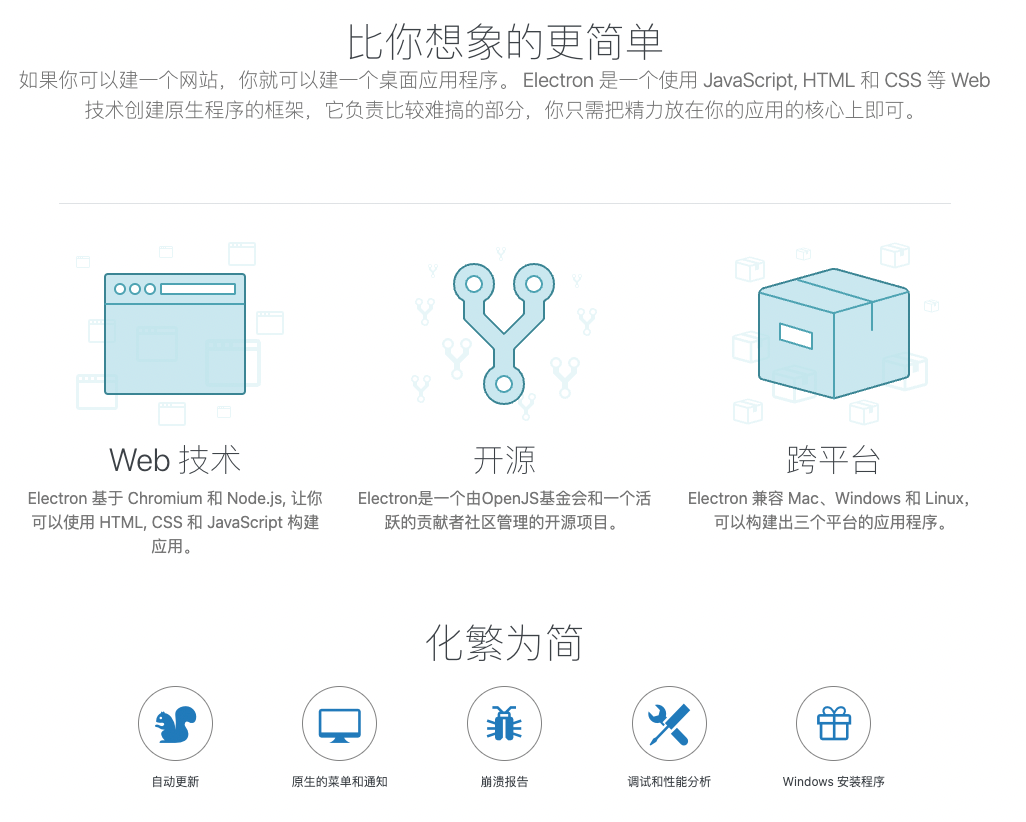 比你想象的更简单
如果你可以建一个网站，你就可以建一个桌面应用程序。 Electron 是一个使用 JavaScript, HTML 和 CSS 等 Web
技术创建原生程序的框架，它负责比较难搞的部分，你只需把精力放在你的应用的核心上即可。
Web 技术
Electron 基于 Chromium 和 Node.js, 让你
可以使用 HTML, CSS 和 JavaScript 构建
应用。
开源
Electron是一个由OpenJS基金会和一个活
跃的贡献者社区管理的开源项目。
跨平台
Electron 兼容 Mac、Windows 和 Linux，
可以构建出三个平台的应用程序。
化繁为简
自动更新
原生的菜单和通知
崩溃报告
调试和性能分析
Windows 安装程序